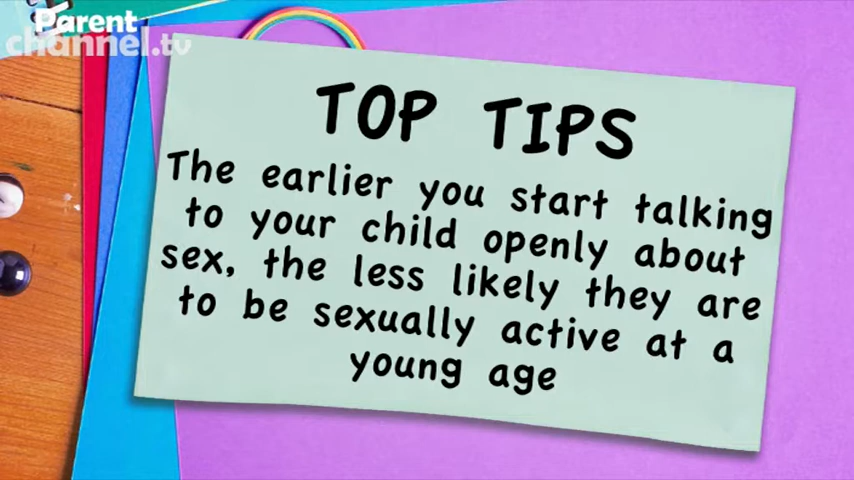 Parent
channel.tv
TOP TIPS
The earlier you start talking
to your child openly about
sex, the less likely they are
to be sexually active at a
young age